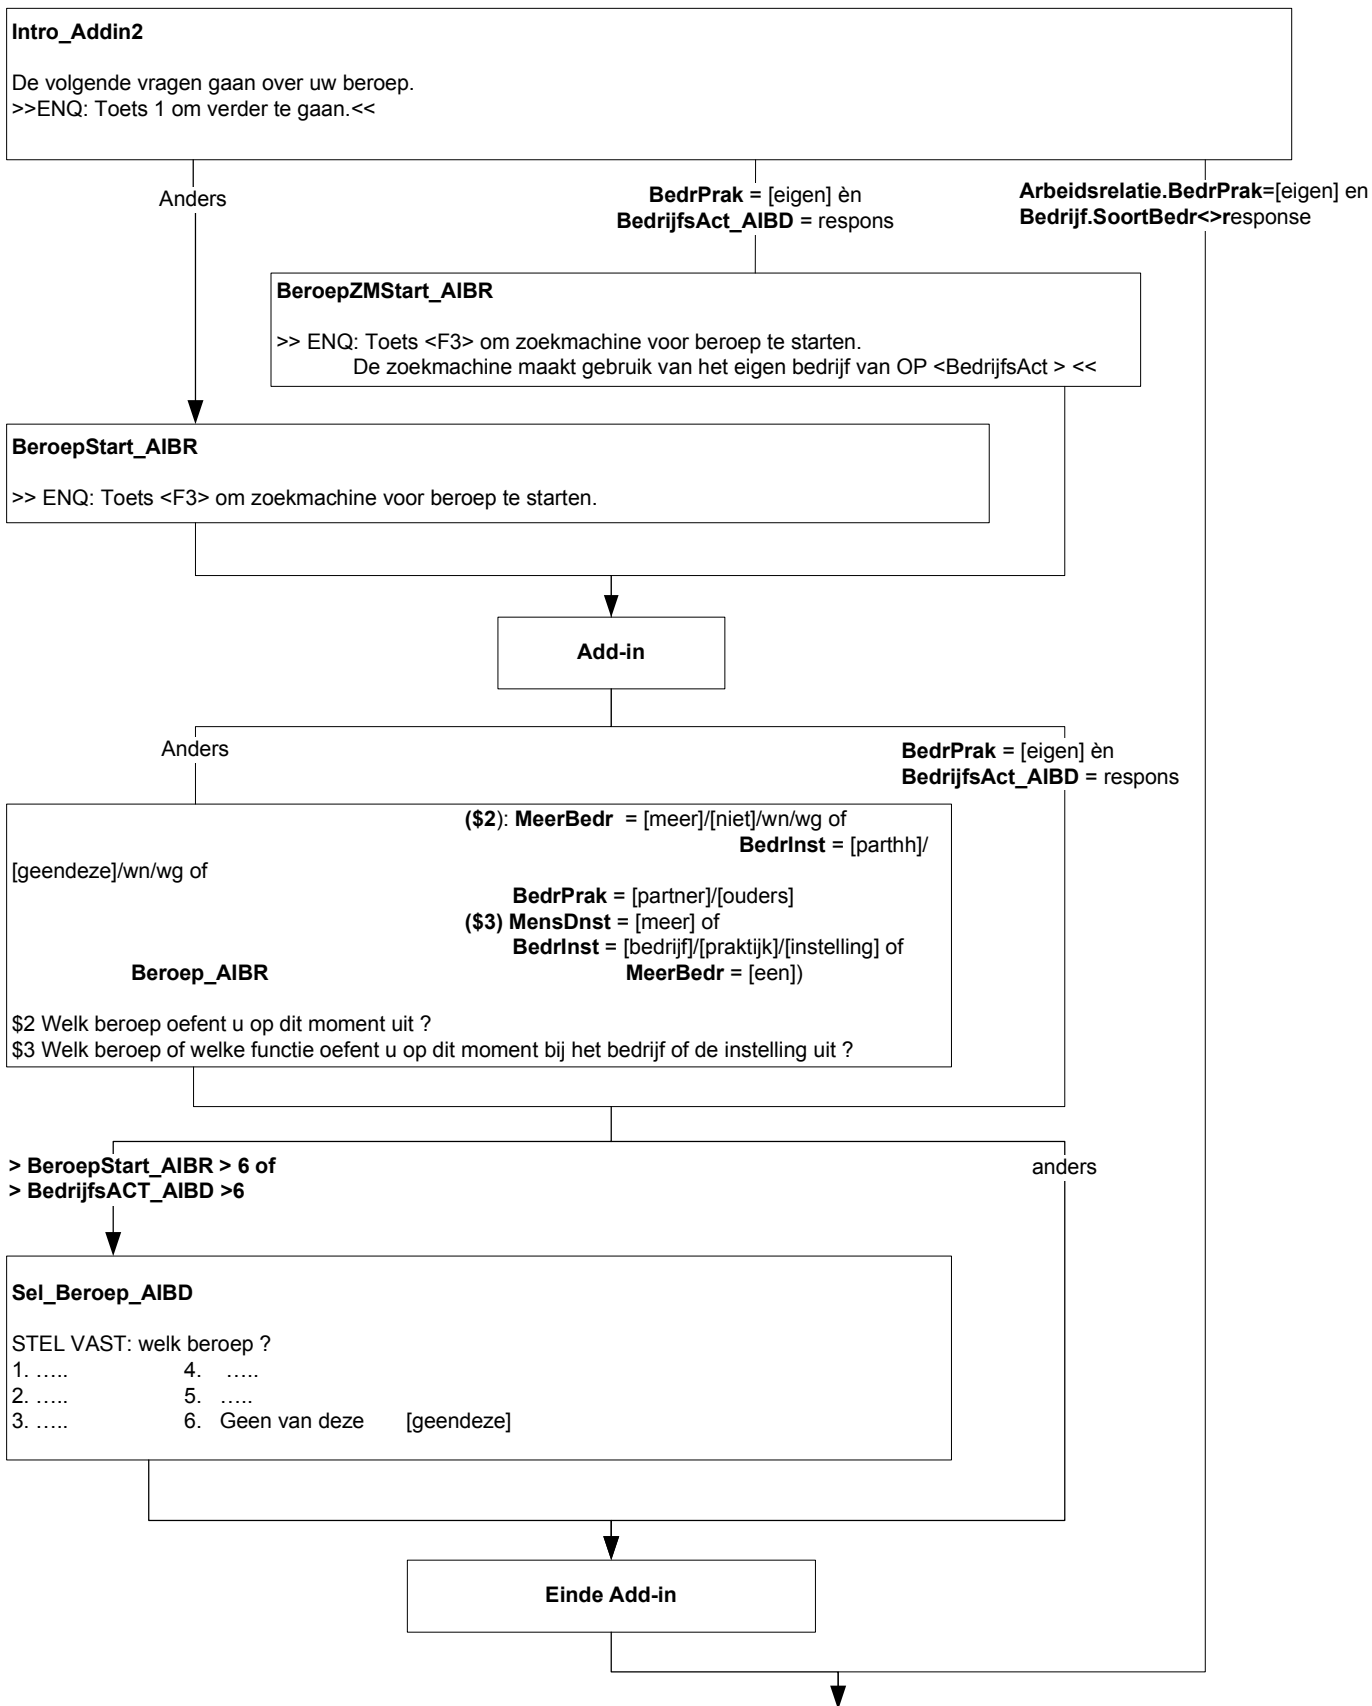 Intro_Addin2
De volgende vragen gaan over uw beroep.
>>ENQ: Toets 1 om verder te gaan.<<
Anders
BedrPrak = [eigen] èn
BedrijfsAct_AIBD = respons
Arbeidsrelatie.BedrPrak=[eigen] en
Bedrijf.SoortBedr<>response
BeroepZMStart_AIBR
>> ENQ: Toets <F3> om zoekmachine voor beroep te starten.
De zoekmachine maakt gebruik van het eigen bedrijf van OP <BedrijfsAct > <<
BeroepStart_AIBR
>> ENQ: Toets <F3> om zoekmachine voor beroep te starten.
Add-in
Anders
BedrPrak = [eigen] èn
BedrijfsAct_AIBD = respons
($2): MeerBedr = [meer]/[niet]/wn/wg of
BedrInst = [parthh]/
[geendeze]/wn/wg of
BedrPrak = [partner]/[ouders]
($3) MensDnst = [meer] of
BedrInst = [bedrijf]/[praktijk]/[instelling] of
Beroep_AIBR MeerBedr = [een])
$2 Welk beroep oefent u op dit moment uit ?
$3 Welk beroep of welke functie oefent u op dit moment bij het bedrijf of de instelling uit ?
> BeroepStart_AIBR > 6 of
> BedrijfsACT_AIBD >6
anders
Sel_Beroep_AIBD
STEL VAST: welk beroep ?
1. ….. 4. …..
2. ….. 5. …..
3. ….. 6. Geen van deze [geendeze]
Einde Add-in